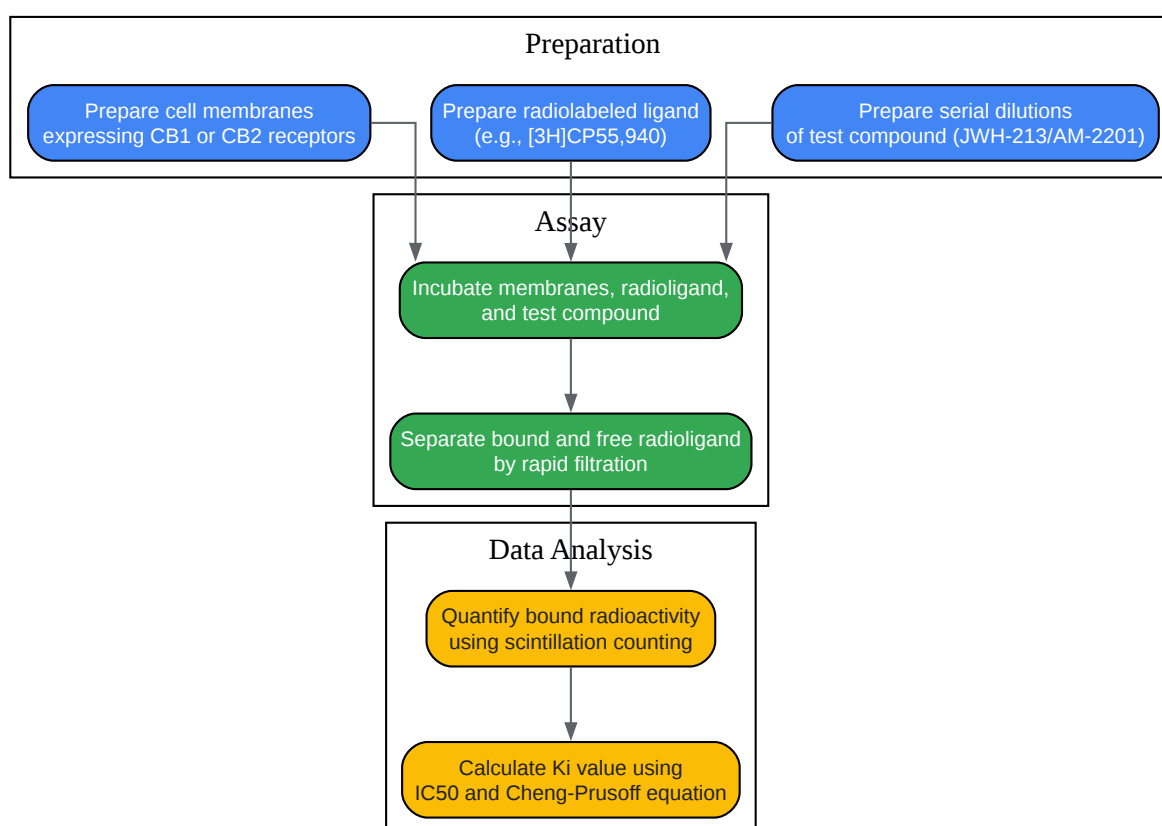 Preparation
Prepare cell membranes
expressing CB1 or CB2 receptors
Prepare radiolabeled ligand
(e.g., [3H]CP55,940)
Prepare serial dilutions
of test compound (JWH-213/AM-2201)
Assay
Incubate membranes, radioligand,
and test compound
Separate bound and free radioligand
by rapid filtration
Data Analysis
Quantify bound radioactivity
using scintillation counting
Calculate Ki value using
IC50 and Cheng-Prusoff equation